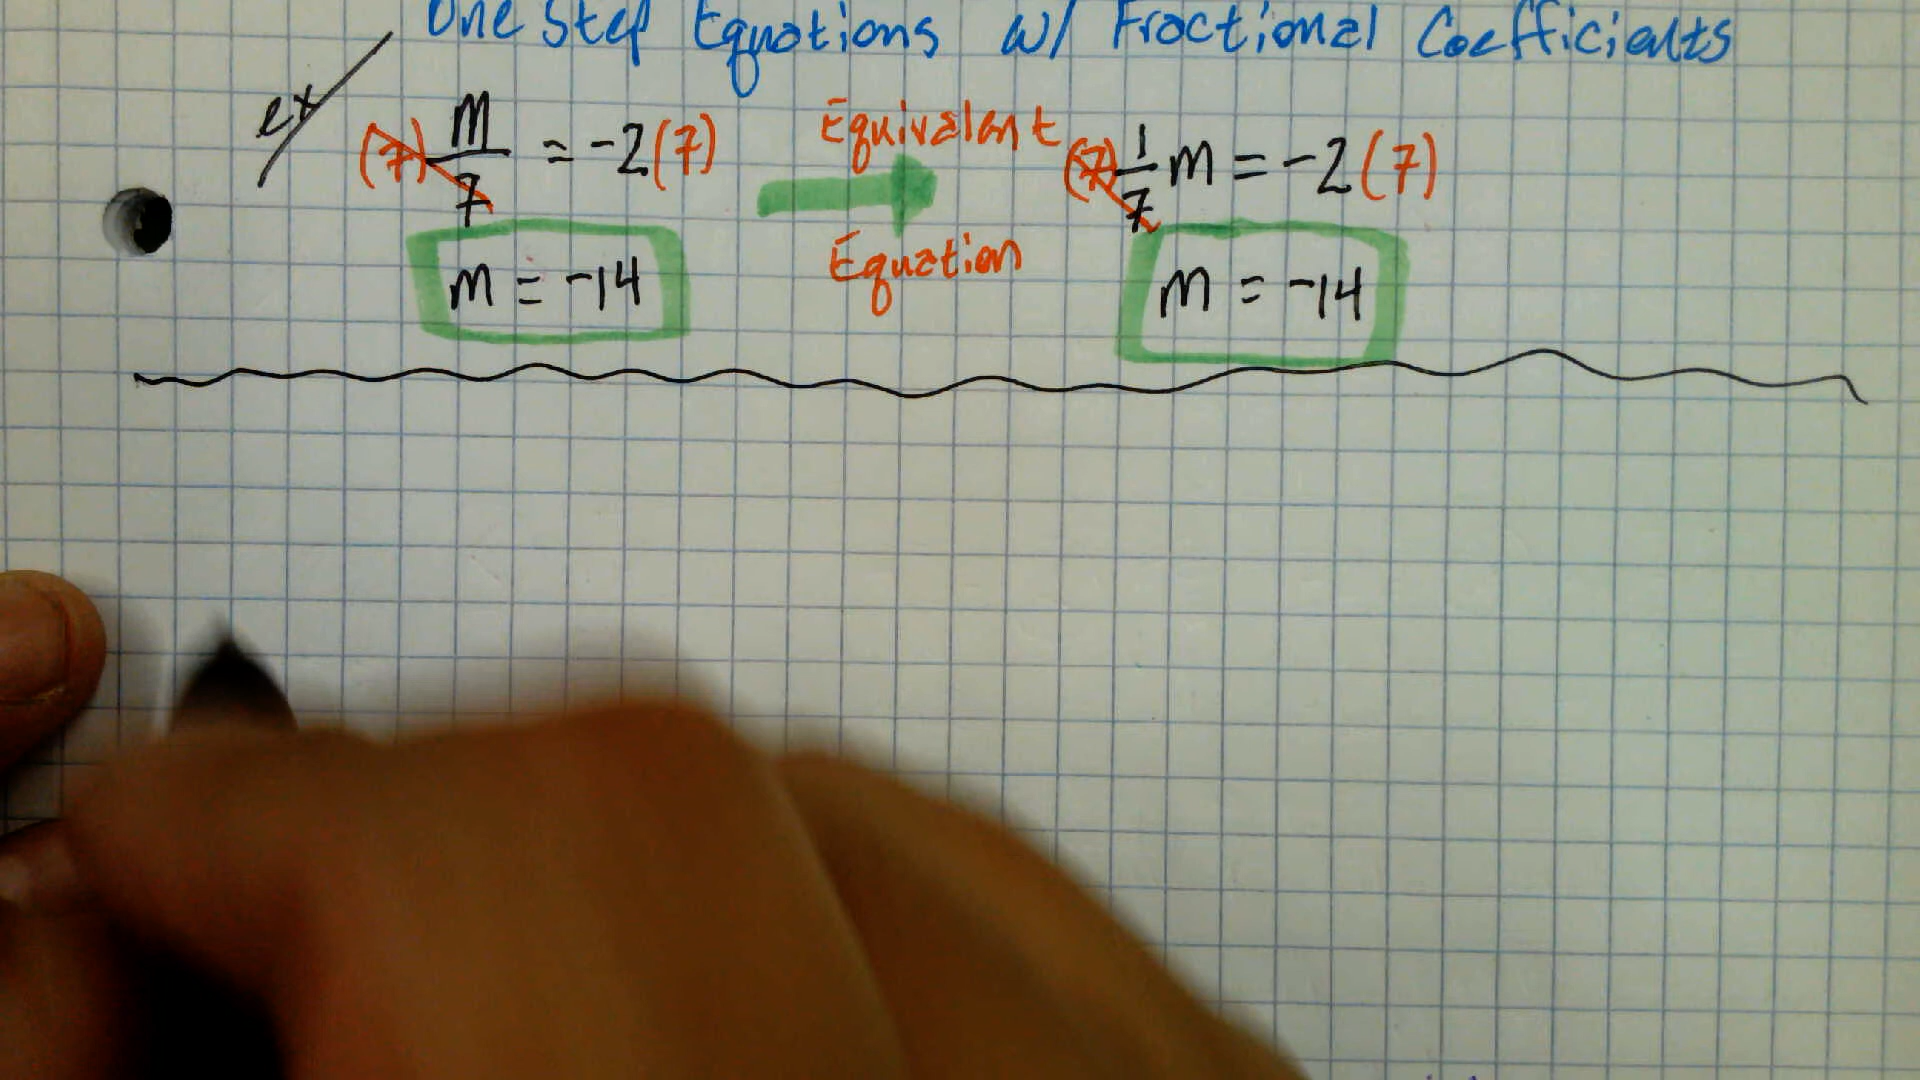 One Step Equations w/ Fractional Coefficients
ex
(7) m/7 = -2(7)
Equivalent
Equation
(7) 1/7 m = -2(7)
m = -14
m = -14